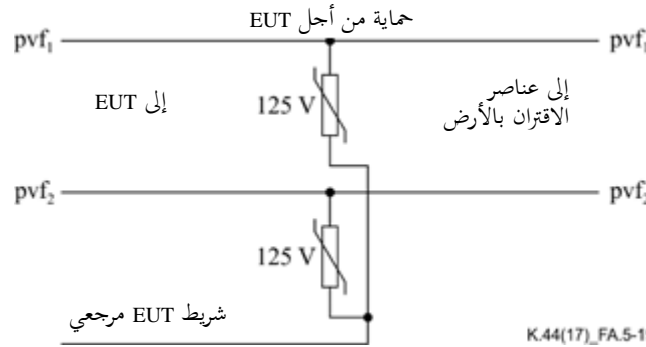 حماية من أجل EUT
pvf₁ pvf₁
إلى EUT
125 V
إلى عناصر
الاقتران بالأرض
pvf₂ pvf₂
125 V
شريط EUT مرجعي
K.44(17)_FA.5-1